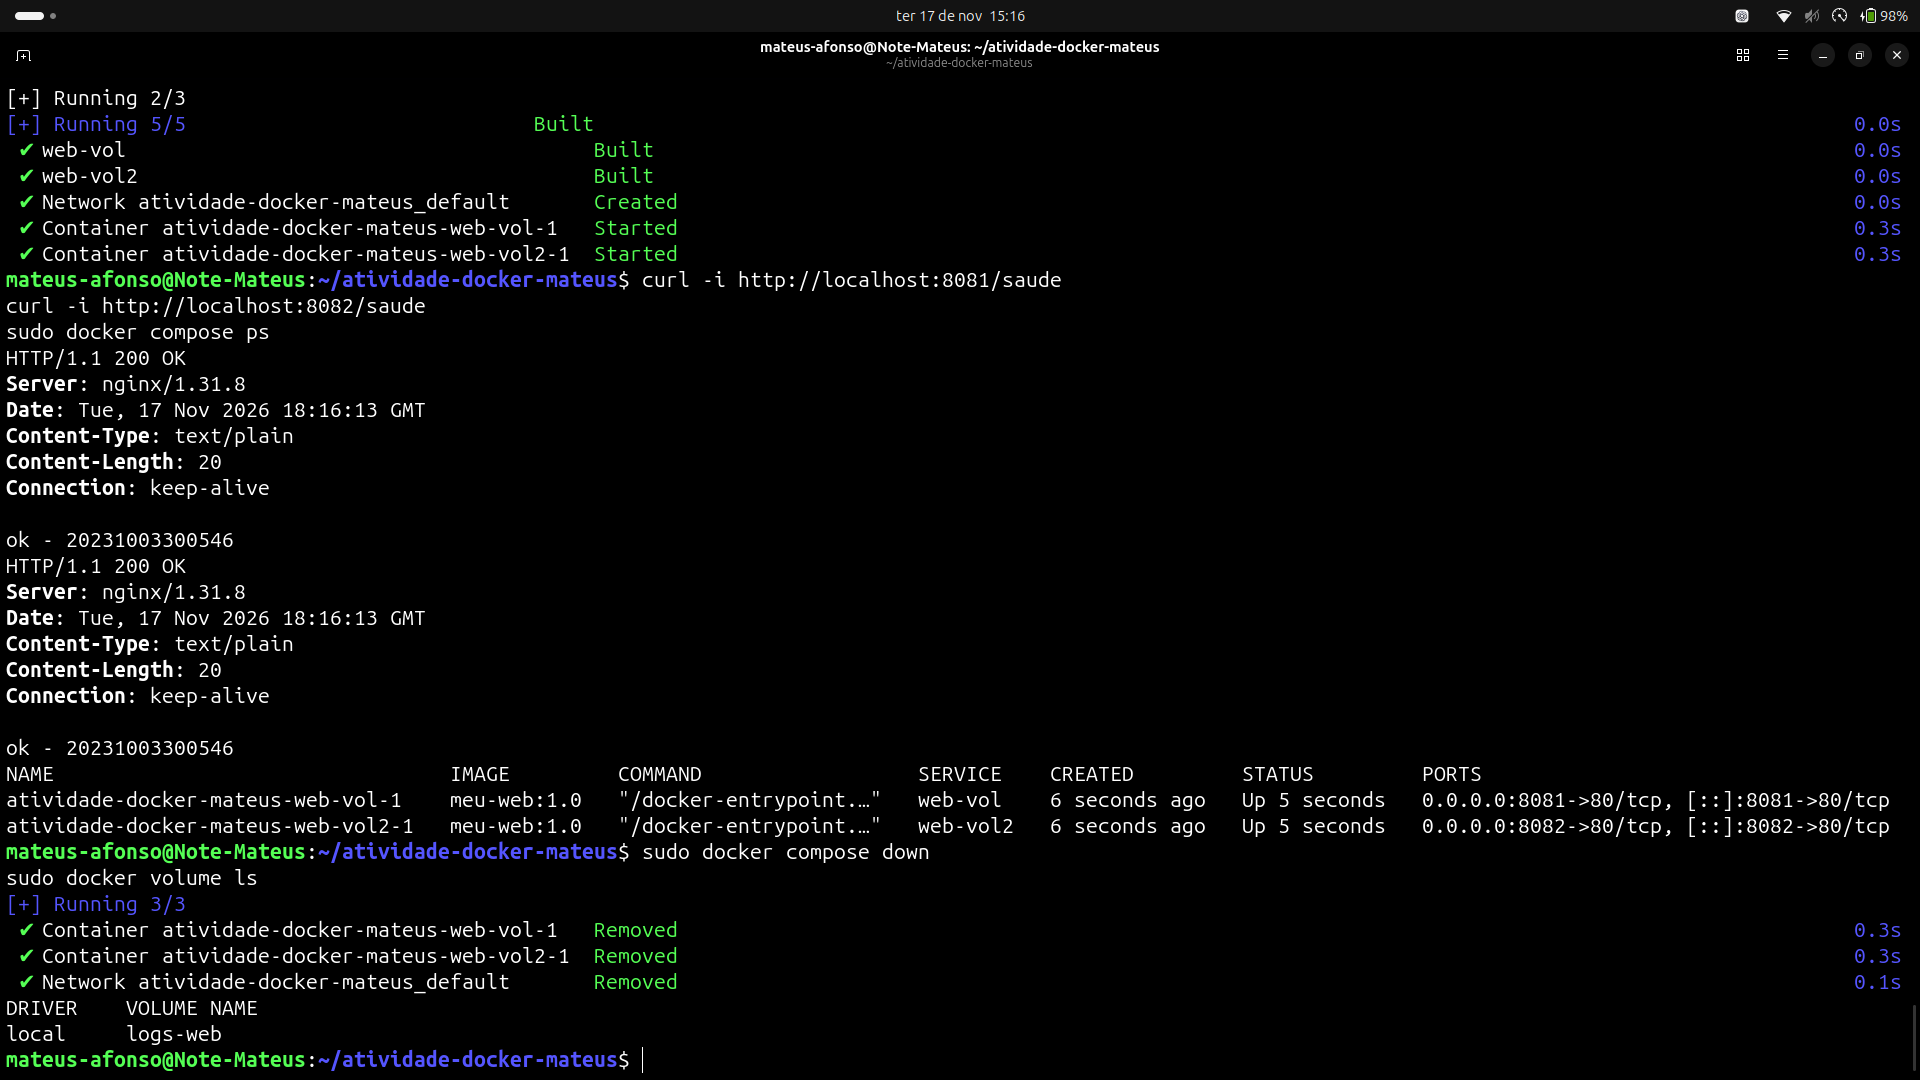 ter 17 de nov 15:16
98%
mateus-afonso@Note-Mateus: ~/atividade-docker-mateus
~/atividade-docker-mateus
[+] Running 2/3
[+] Running 5/5 Built 0.0s
✔ web-vol Built 0.0s
✔ web-vol2 Built 0.0s
✔ Network atividade-docker-mateus_default Created 0.0s
✔ Container atividade-docker-mateus-web-vol-1 Started 0.3s
✔ Container atividade-docker-mateus-web-vol2-1 Started 0.3s
mateus-afonso@Note-Mateus:~/atividade-docker-mateus$ curl -i http://localhost:8081/saude
curl -i http://localhost:8082/saude
sudo docker compose ps
HTTP/1.1 200 OK
Server: nginx/1.31.8
Date: Tue, 17 Nov 2026 18:16:13 GMT
Content-Type: text/plain
Content-Length: 20
Connection: keep-alive
ok - 20231003300546
HTTP/1.1 200 OK
Server: nginx/1.31.8
Date: Tue, 17 Nov 2026 18:16:13 GMT
Content-Type: text/plain
Content-Length: 20
Connection: keep-alive
ok - 20231003300546
NAME IMAGE COMMAND SERVICE CREATED STATUS PORTS
atividade-docker-mateus-web-vol-1 meu-web:1.0 "/docker-entrypoint.…" web-vol 6 seconds ago Up 5 seconds 0.0.0.0:8081->80/tcp, [::]:8081->80/tcp
atividade-docker-mateus-web-vol2-1 meu-web:1.0 "/docker-entrypoint.…" web-vol2 6 seconds ago Up 5 seconds 0.0.0.0:8082->80/tcp, [::]:8082->80/tcp
mateus-afonso@Note-Mateus:~/atividade-docker-mateus$ sudo docker compose down
sudo docker volume ls
[+] Running 3/3
✔ Container atividade-docker-mateus-web-vol-1 Removed 0.3s
✔ Container atividade-docker-mateus-web-vol2-1 Removed 0.3s
✔ Network atividade-docker-mateus_default Removed 0.1s
DRIVER VOLUME NAME
local logs-web
mateus-afonso@Note-Mateus:~/atividade-docker-mateus$